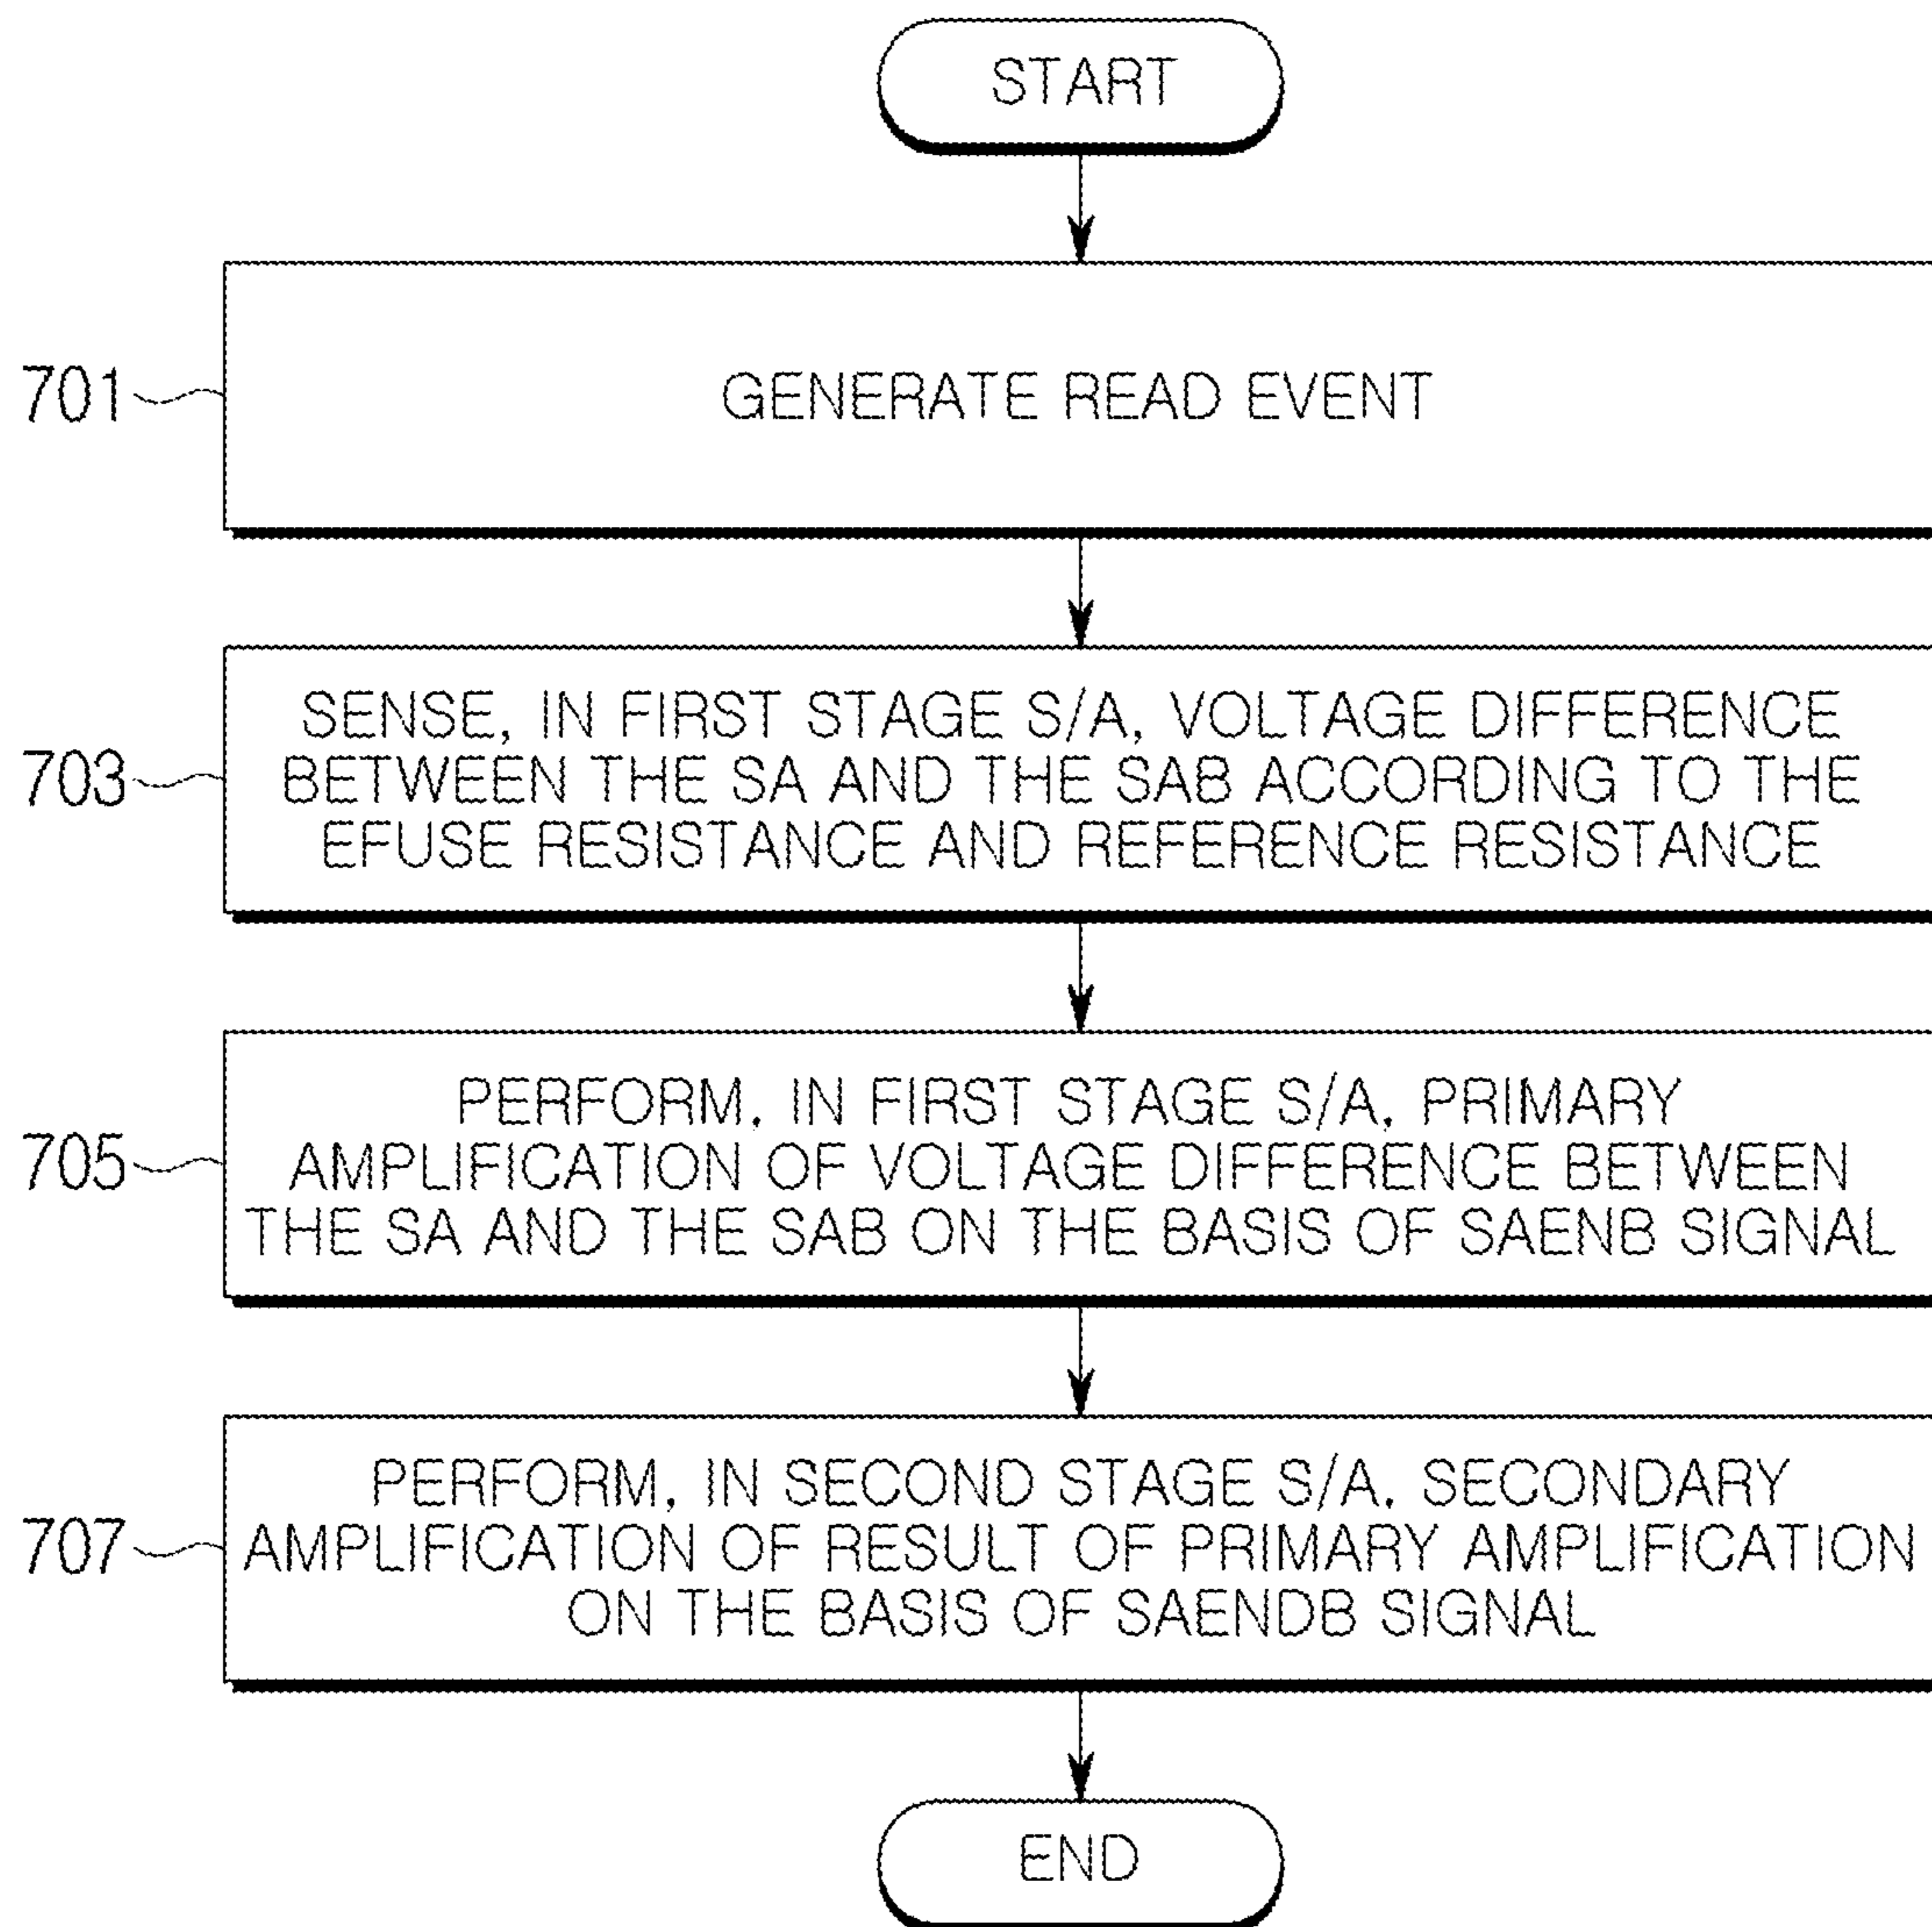 START
701
GENERATE READ EVENT
703
SENSE, IN FIRST STAGE S/A, VOLTAGE DIFFERENCE
BETWEEN THE SA AND THE SAB ACCORDING TO THE
EFUSE RESISTANCE AND REFERENCE RESISTANCE
705
PERFORM, IN FIRST STAGE S/A, PRIMARY
AMPLIFICATION OF VOLTAGE DIFFERENCE BETWEEN
THE SA AND THE SAB ON THE BASIS OF SAENB SIGNAL
707
PERFORM, IN SECOND STAGE S/A, SECONDARY
AMPLIFICATION OF RESULT OF PRIMARY AMPLIFICATION
ON THE BASIS OF SAENDB SIGNAL
END